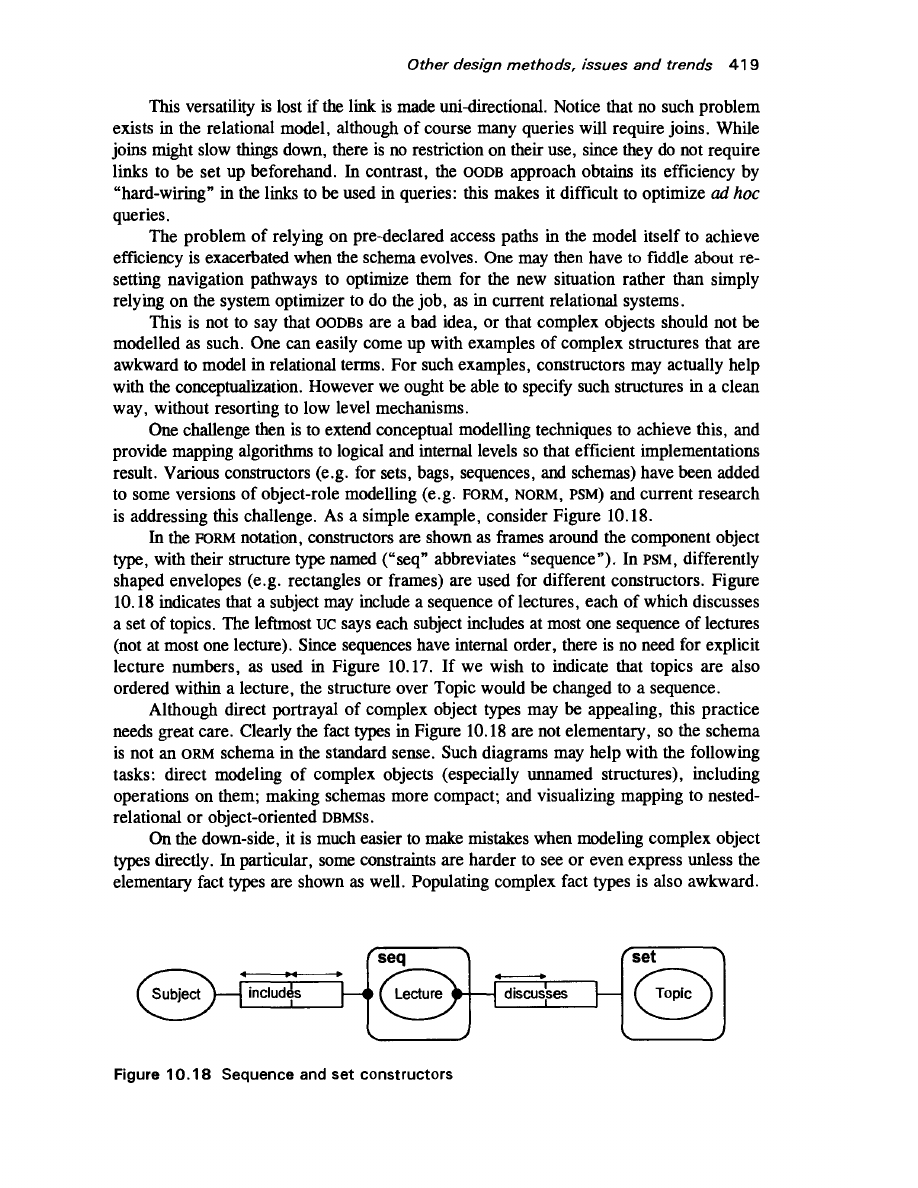 Other design methods, issues and trends 419
This versatility is lost if the link is made uni-directional. Notice that no such problem
exists in the relational model, although of course many queries will require joins. While
joins might slow things down, there is no restriction on their use, since they do not require
links to be set up beforehand. In contrast, the OODB approach obtains its efficiency by
“hard-wiring” in the links to be used in queries: this makes it difficult to optimize ad hoc
queries.
The problem of relying on pre-declared access paths in the model itself to achieve
efficiency is exacerbated when the schema evolves. One may then have to fiddle about re-
setting navigation pathways to optimize them for the new situation rather than simply
relying on the system optimizer to do the job, as in current relational systems.
This is not to say that OODBs are a bad idea, or that complex objects should not be
modelled as such. One can easily come up with examples of complex structures that are
awkward to model in relational terms. For such examples, constructors may actually help
with the conceptualization. However we ought be able to specify such structures in a clean
way, without resorting to low level mechanisms.
One challenge then is to extend conceptual modelling techniques to achieve this, and
provide mapping algorithms to logical and internal levels so that efficient implementations
result. Various constructors (e.g. for sets, bags, sequences, and schemas) have been added
to some versions of object-role modelling (e.g. FORM, NORM, PSM) and current research
is addressing this challenge. As a simple example, consider Figure 10.18.
In the FORM notation, constructors are shown as frames around the component object
type, with their structure type named (“seq” abbreviates “sequence”). In PSM, differently
shaped envelopes (e.g. rectangles or frames) are used for different constructors. Figure
10.18 indicates that a subject may include a sequence of lectures, each of which discusses
a set of topics. The leftmost UC says each subject includes at most one sequence of lectures
(not at most one lecture). Since sequences have internal order, there is no need for explicit
lecture numbers, as used in Figure 10.17. If we wish to indicate that topics are also
ordered within a lecture, the structure over Topic would be changed to a sequence.
Although direct portrayal of complex object types may be appealing, this practice
needs great care. Clearly the fact types in Figure 10.18 are not elementary, so the schema
is not an ORM schema in the standard sense. Such diagrams may help with the following
tasks: direct modeling of complex objects (especially unnamed structures), including
operations on them; making schemas more compact; and visualizing mapping to nested-
relational or object-oriented DBMSs.
On the down-side, it is much easier to make mistakes when modeling complex object
types directly. In particular, some constraints are harder to see or even express unless the
elementary fact types are shown as well. Populating complex fact types is also awkward.
seq set
Subject includes Lecture discusses Topic
Figure 10.18 Sequence and set constructors